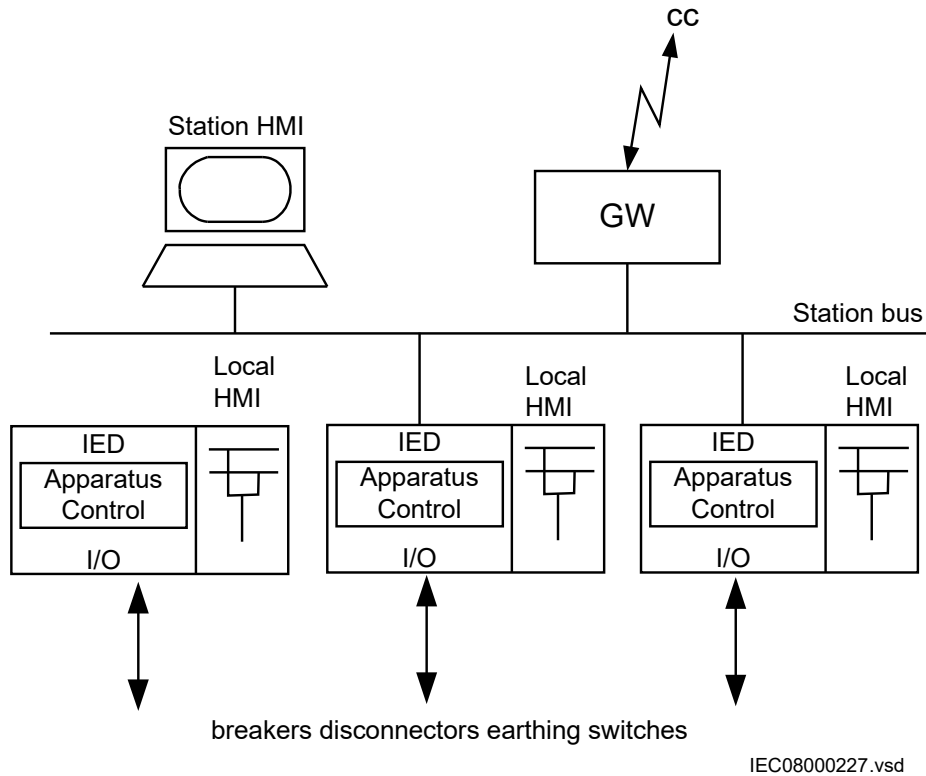 cc
Station HMI
GW
Station bus
Local
HMI
IED
Apparatus
Control
I/O
Local
HMI
IED
Apparatus
Control
I/O
Local
HMI
IED
Apparatus
Control
I/O
breakers disconnectors earthing switches
IEC08000227.vsd